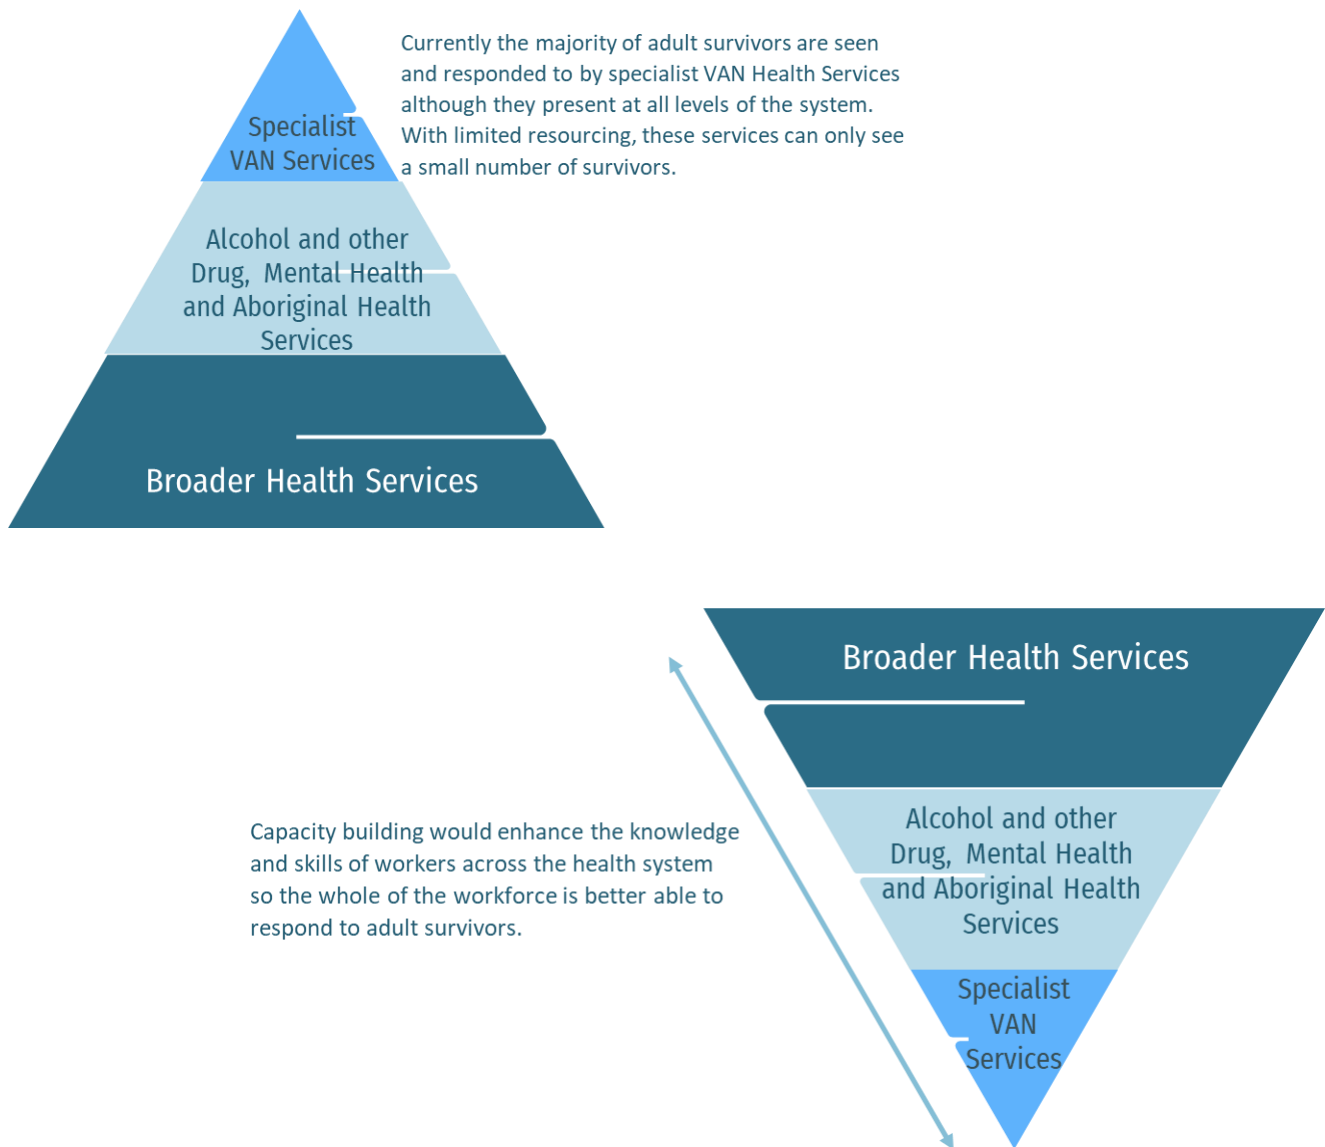 Currently the majority of adult survivors are seen
and responded to by specialist VAN Health Services
although they present at all levels of the system.
With limited resourcing, these services can only see
a small number of survivors.
Specialist
VAN Services
Alcohol and other
Drug, Mental Health
and Aboriginal Health
Services
Broader Health Services
Broader Health Services
Capacity building would enhance the knowledge
and skills of workers across the health system
so the whole of the workforce is better able to
respond to adult survivors.
Alcohol and other
Drug, Mental Health
and Aboriginal Health
Services
Specialist
VAN
Services